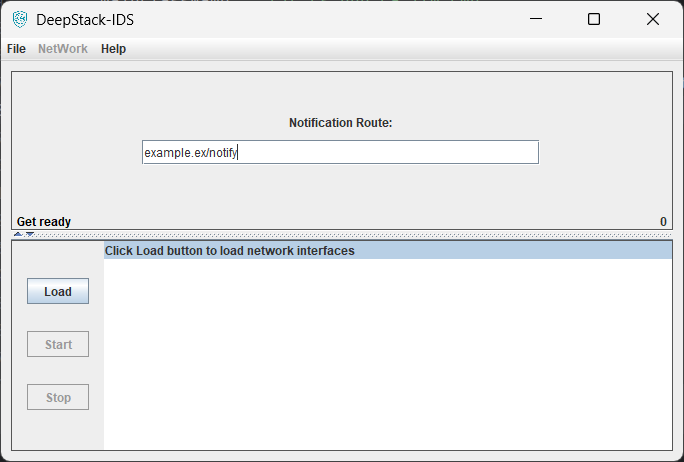 DeepStack-IDS
File NetWork Help
Notification Route:
example.ex/notify
Get ready 0
Click Load button to load network interfaces
Load
Start
Stop